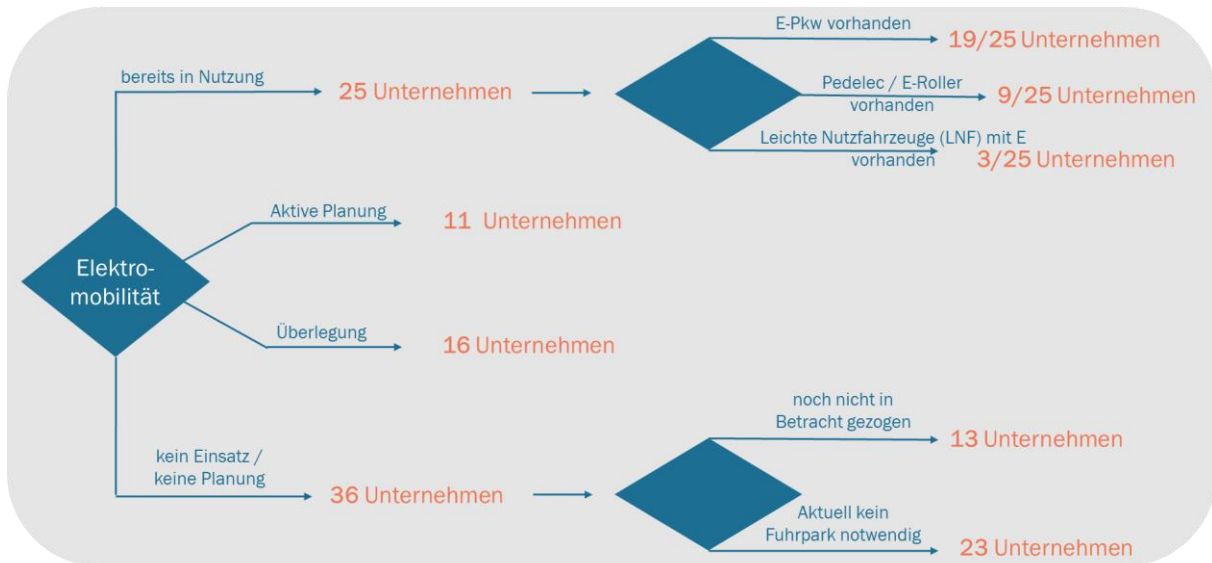 E-Pkw vorhanden
19/25 Unternehmen
bereits in Nutzung
25 Unternehmen
Pedelec / E-Roller
vorhanden
9/25 Unternehmen
Leichte Nutzfahrzeuge (LNF) mit E
vorhanden
3/25 Unternehmen
Aktive Planung
11 Unternehmen
Elektro-
mobilität
Überlegung
16 Unternehmen
noch nicht in
Betracht gezogen
13 Unternehmen
kein Einsatz /
keine Planung
36 Unternehmen
Aktuell kein
Fuhrpark notwendig
23 Unternehmen